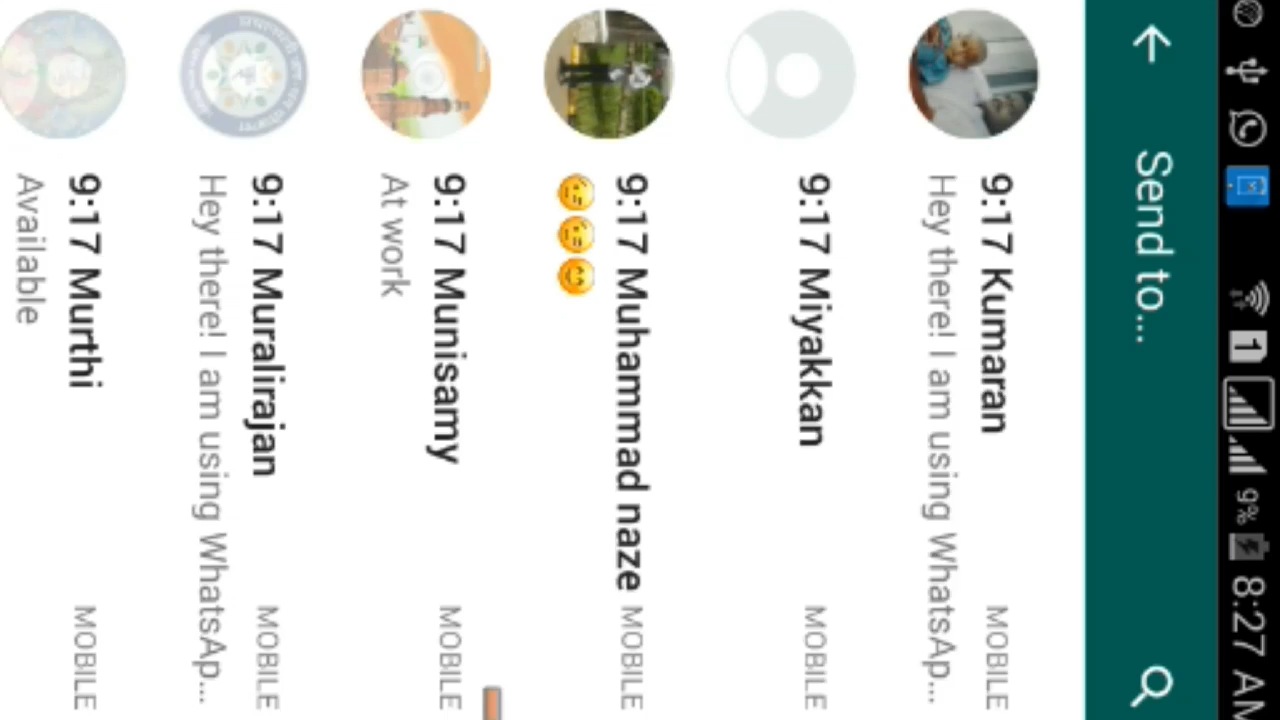 1 9% 8:27 AM
Send to...
9:17 Kumaran MOBILE
Hey there! I am using WhatsAp...
9:17 Miyakkan MOBILE
9:17 Muhammad naze MOBILE
😔😔😊
9:17 Munisamy MOBILE
At work
9:17 Muralirajan MOBILE
Hey there! I am using WhatsAp...
9:17 Murthi MOBILE
Available